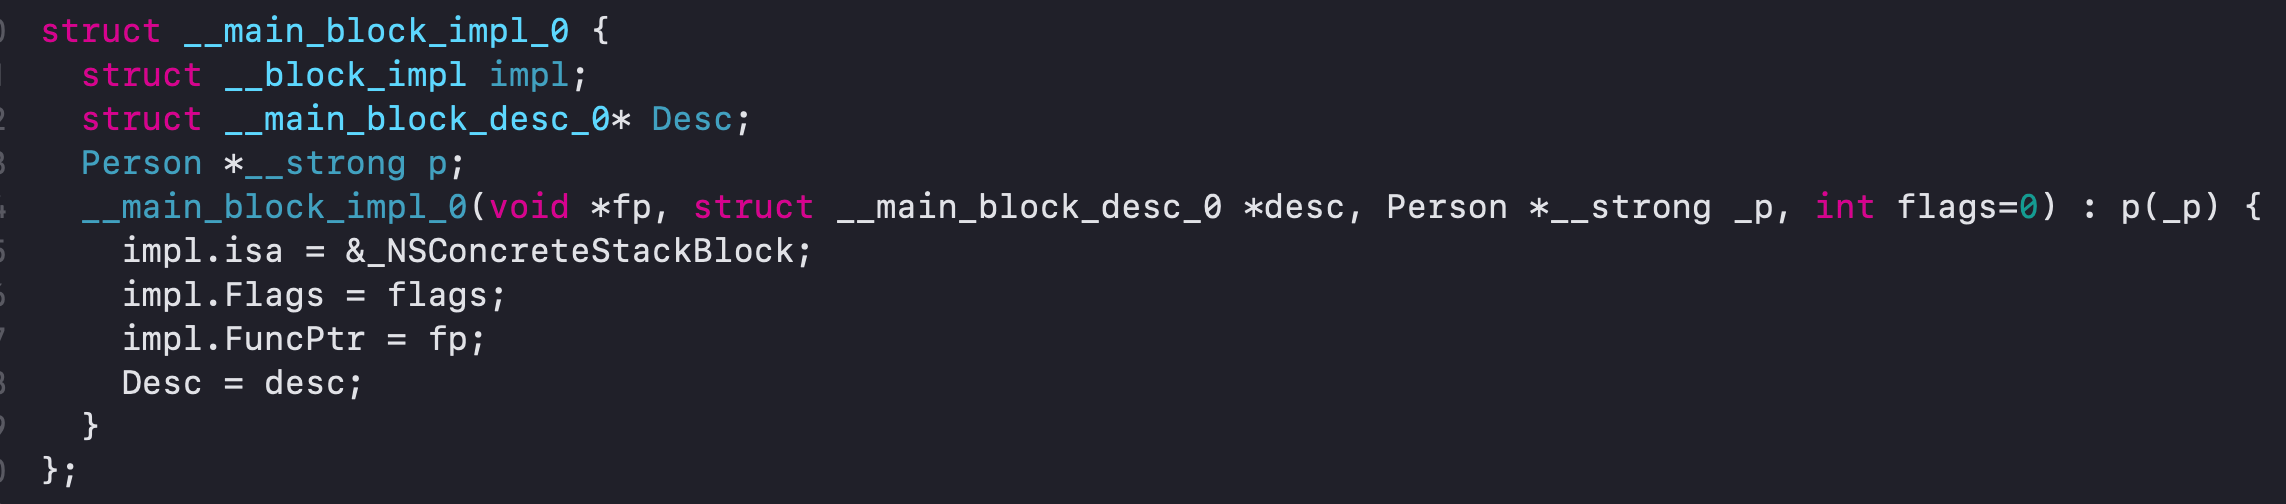 struct __main_block_impl_0 {
  struct __block_impl impl;
  struct __main_block_desc_0* Desc;
  Person *__strong p;
  __main_block_impl_0(void *fp, struct __main_block_desc_0 *desc, Person *__strong _p, int flags=0) : p(_p) {
    impl.isa = &_NSConcreteStackBlock;
    impl.Flags = flags;
    impl.FuncPtr = fp;
    Desc = desc;
  }
};